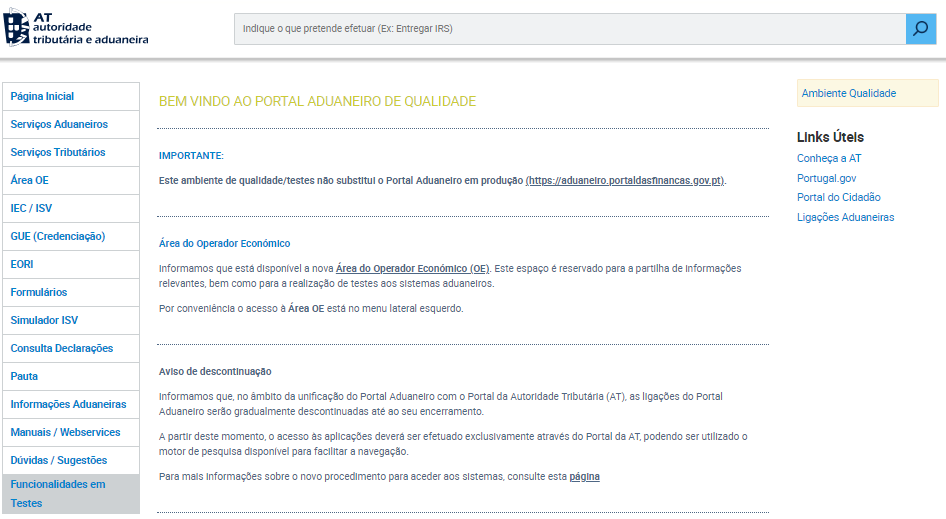 AT
autoridade
tributária e aduaneira
Indique o que pretende efetuar (Ex: Entregar IRS)
Página Inicial
Serviços Aduaneiros
Serviços Tributários
Área OE
IEC / ISV
GUE (Credenciação)
EORI
Formulários
Simulador ISV
Consulta Declarações
Pauta
Informações Aduaneiras
Manuais / Webservices
Dúvidas / Sugestões
Funcionalidades em
Testes
BEM VINDO AO PORTAL ADUANEIRO DE QUALIDADE
IMPORTANTE:
Este ambiente de qualidade/testes não substitui o Portal Aduaneiro em produção (https://aduaneiro.portaldasfinancas.gov.pt).
Área do Operador Económico
Informamos que está disponível a nova Área do Operador Económico (OE). Este espaço é reservado para a partilha de informações
relevantes, bem como para a realização de testes aos sistemas aduaneiros.
Por conveniência o acesso à Área OE está no menu lateral esquerdo.
Aviso de descontinuação
Informamos que, no âmbito da unificação do Portal Aduaneiro com o Portal da Autoridade Tributária (AT), as ligações do Portal
Aduaneiro serão gradualmente descontinuadas até ao seu encerramento.
A partir deste momento, o acesso às aplicações deverá ser efetuado exclusivamente através do Portal da AT, podendo ser utilizado o
motor de pesquisa disponível para facilitar a navegação.
Para mais informações sobre o novo procedimento para aceder aos sistemas, consulte esta página
Ambiente Qualidade
Links Úteis
Conheça a AT
Portugal.gov
Portal do Cidadão
Ligações Aduaneiras